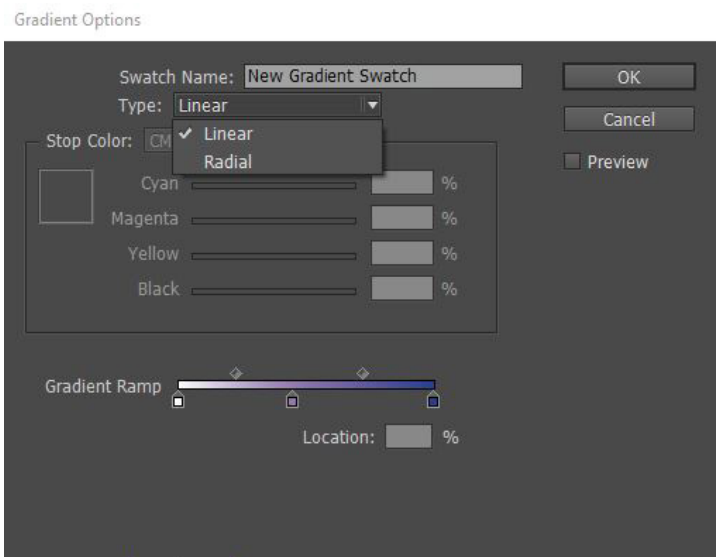 Gradient Options
Swatch Name: New Gradient Swatch
OK
Type: Linear
Cancel
Linear
Stop Color: CM
Radial
Preview
Cyan %
Magenta %
Yellow %
Black %
Gradient Ramp
Location: %